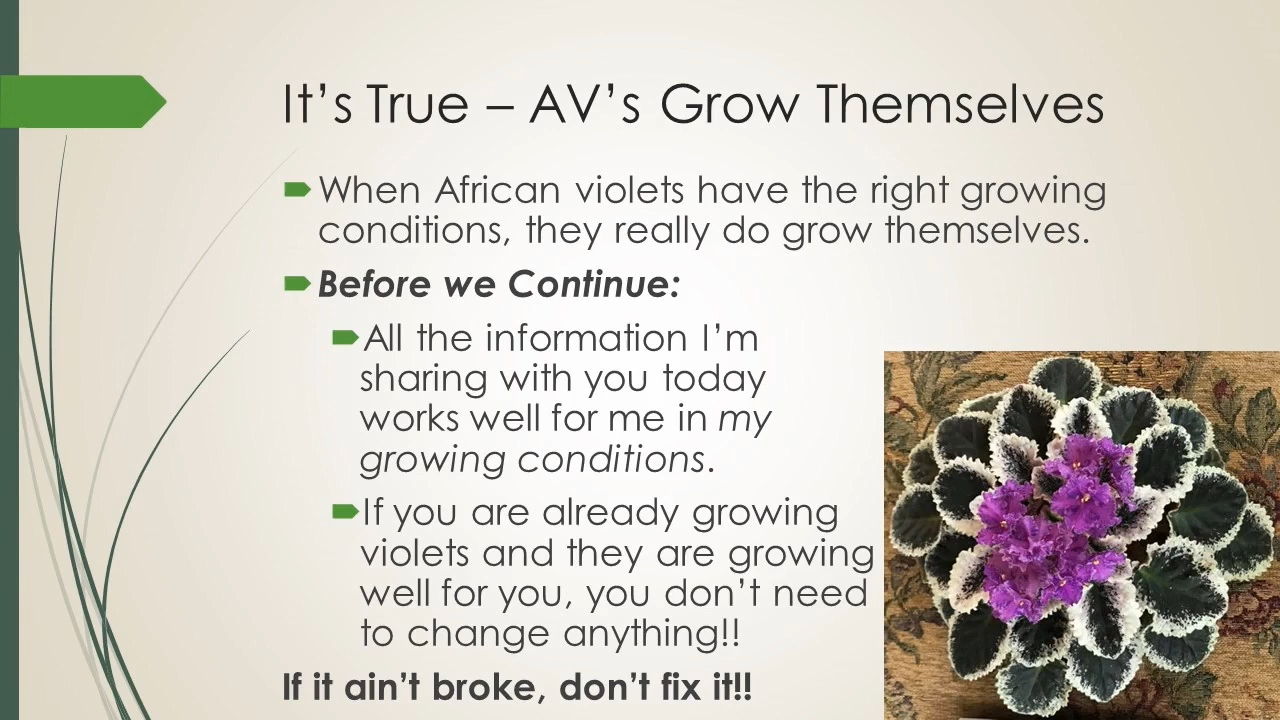 It’s True – AV’s Grow Themselves
When African violets have the right growing
conditions, they really do grow themselves.
Before we Continue:
All the information I’m
sharing with you today
works well for me in my
growing conditions.
If you are already growing
violets and they are growing
well for you, you don’t need
to change anything!!
If it ain’t broke, don’t fix it!!